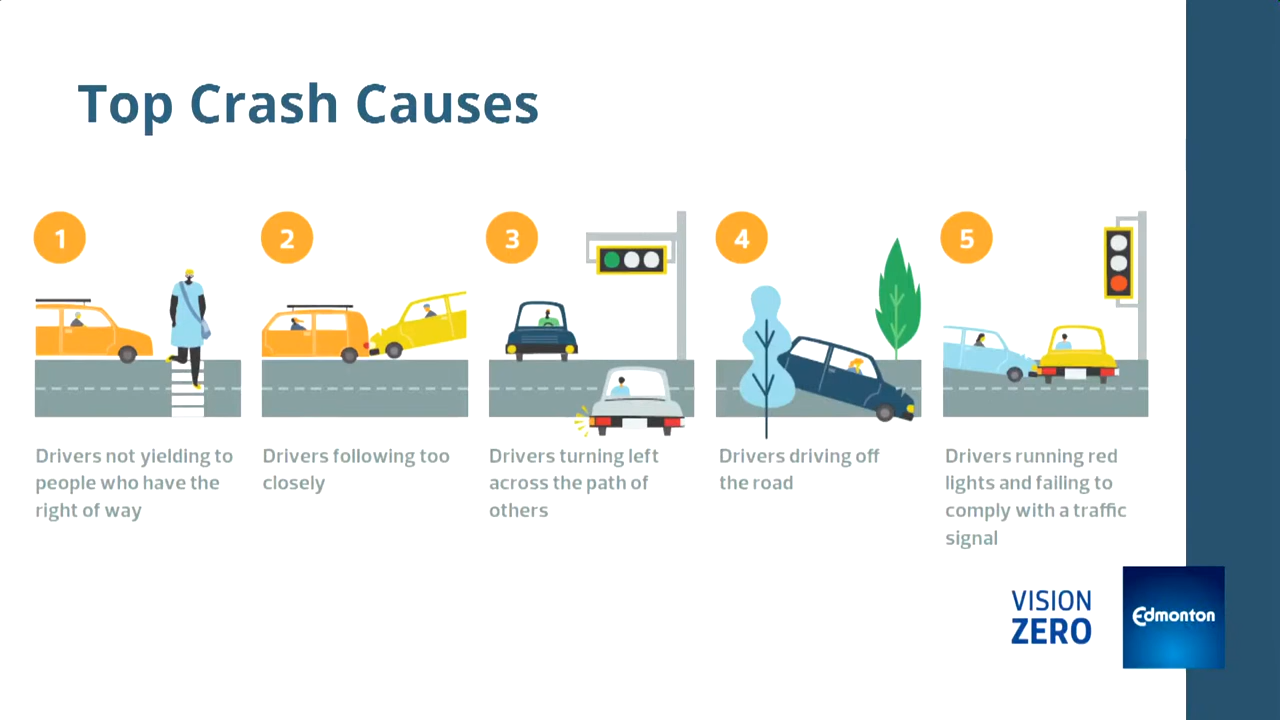 Top Crash Causes
1
2
3
4
5
Drivers not yielding to
people who have the
right of way
Drivers following too
closely
Drivers turning left
across the path of
others
Drivers driving off
the road
Drivers running red
lights and failing to
comply with a traffic
signal
VISION
ZERO
Edmonton